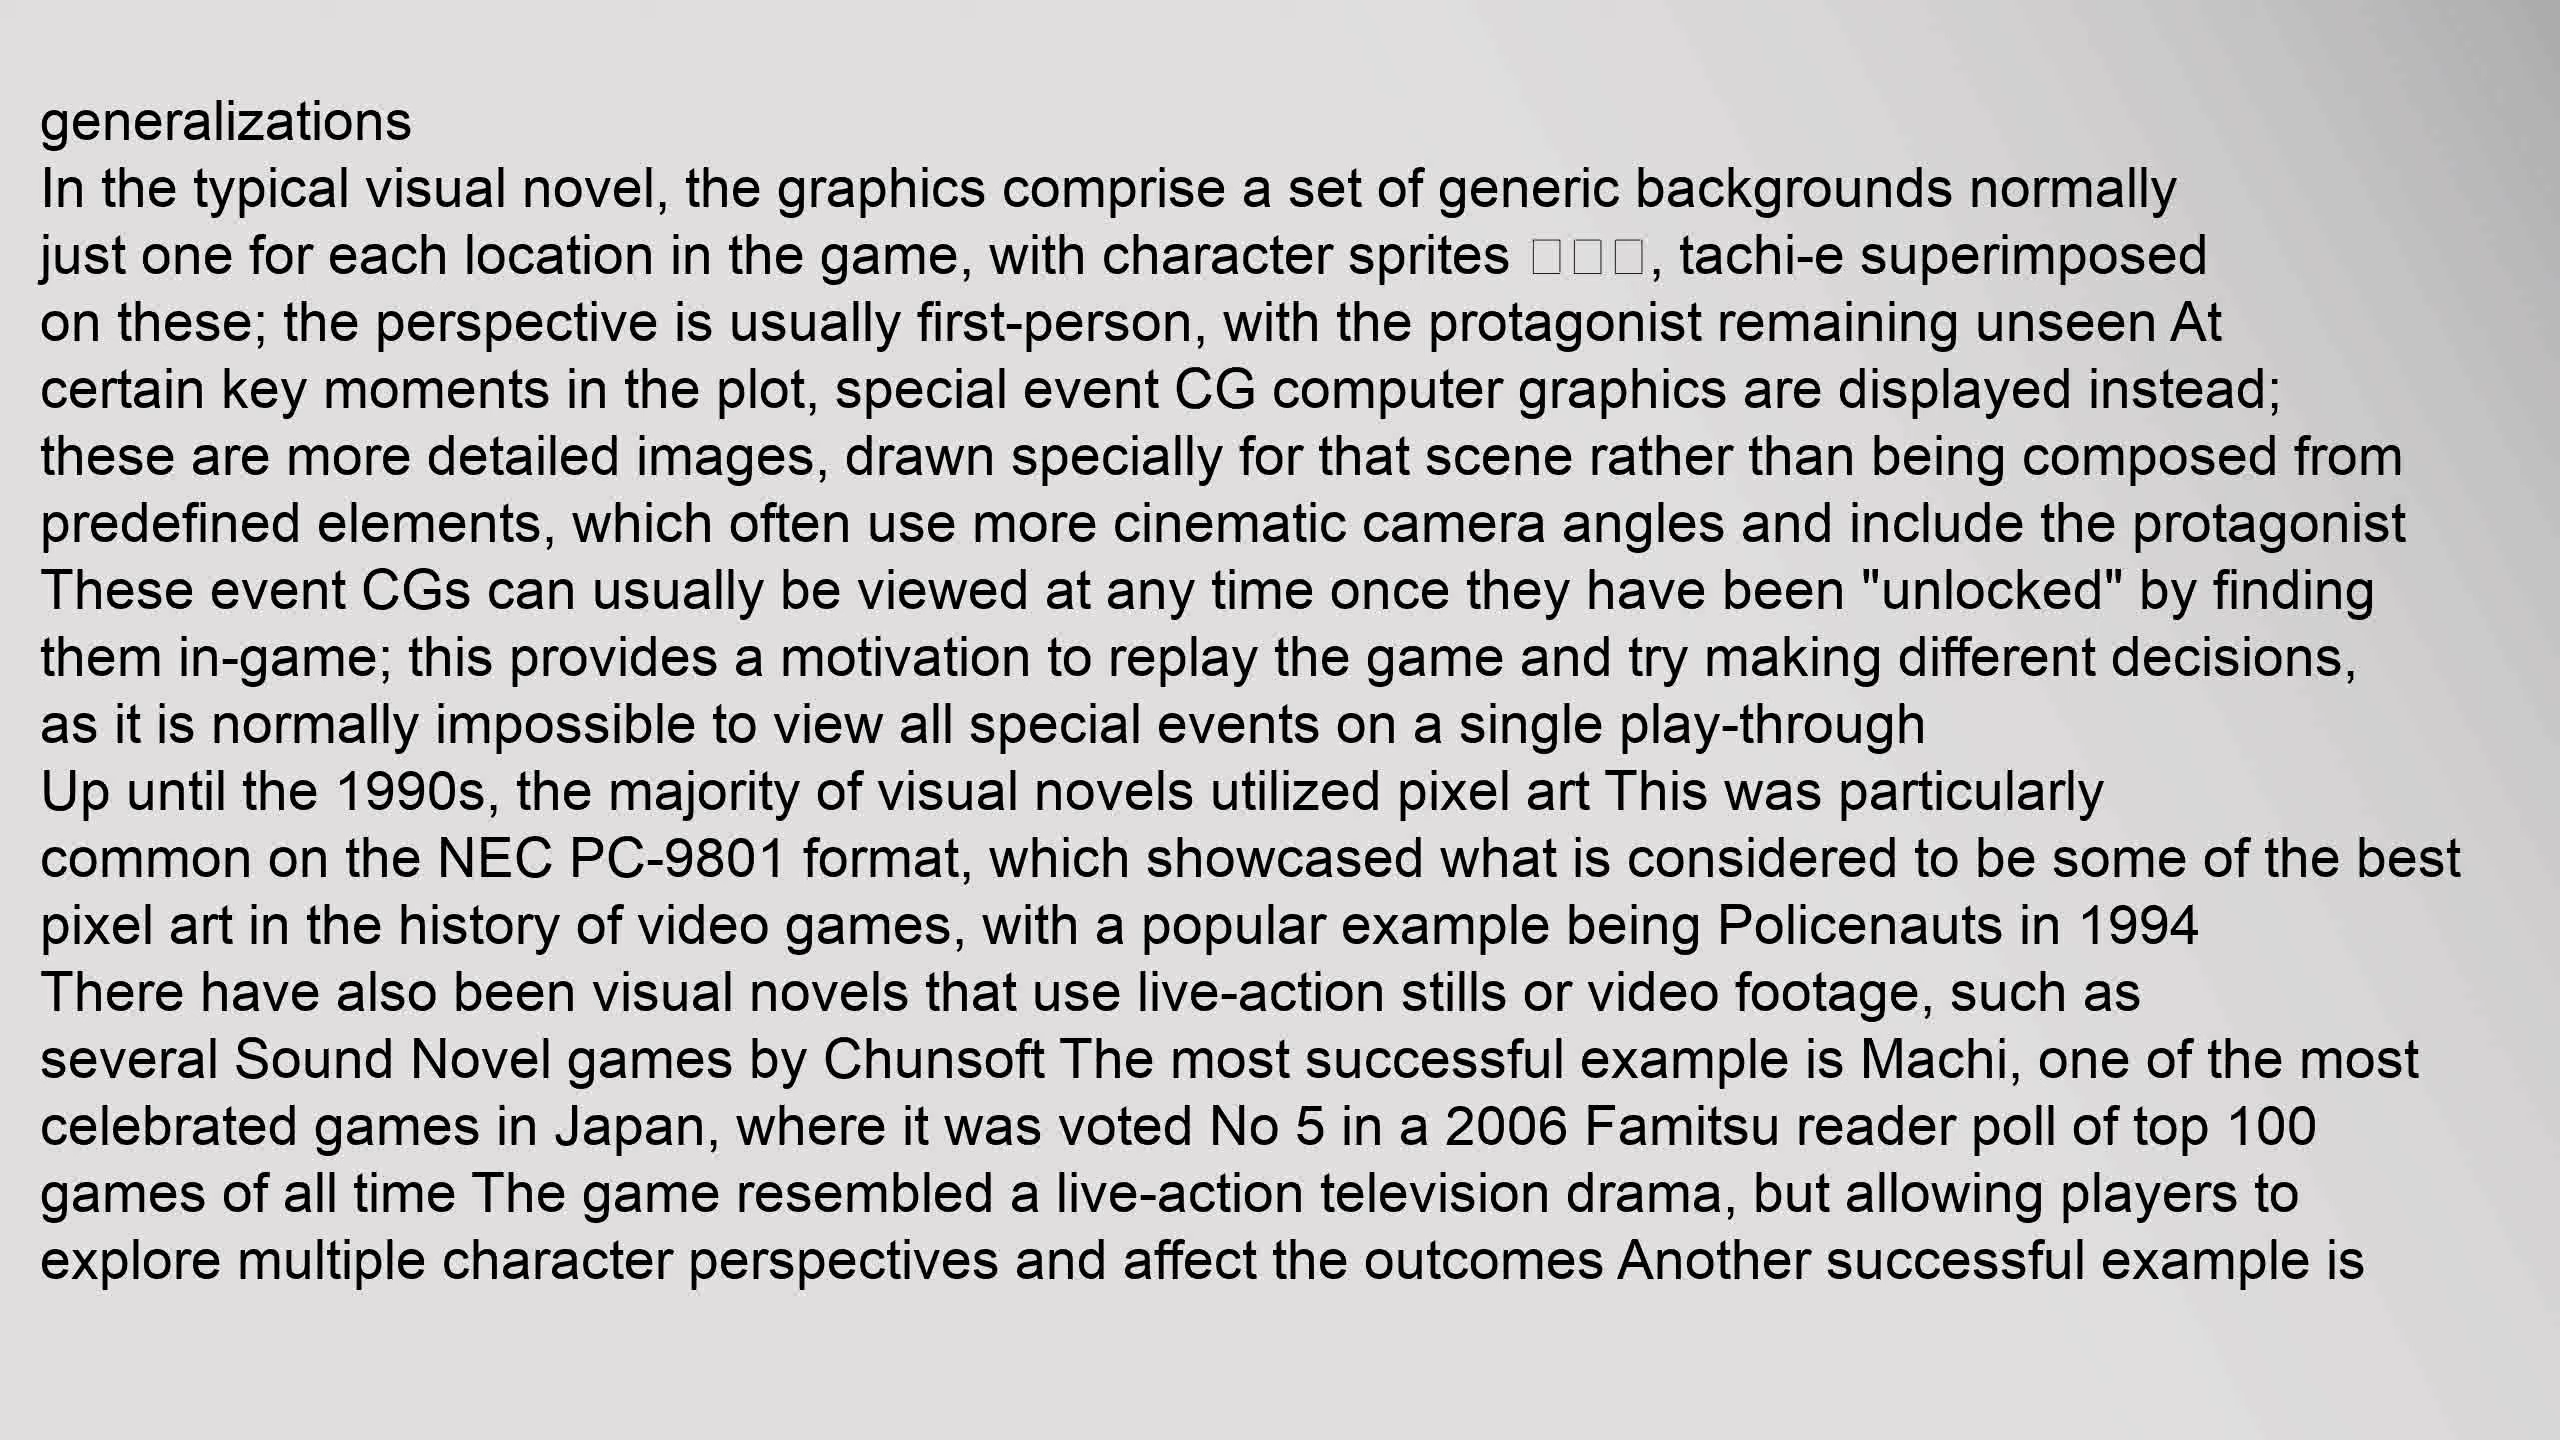 generalizations
In the typical visual novel, the graphics comprise a set of generic backgrounds normally
just one for each location in the game, with character sprites □□□, tachi-e superimposed
on these; the perspective is usually first-person, with the protagonist remaining unseen At
certain key moments in the plot, special event CG computer graphics are displayed instead;
these are more detailed images, drawn specially for that scene rather than being composed from
predefined elements, which often use more cinematic camera angles and include the protagonist
These event CGs can usually be viewed at any time once they have been "unlocked" by finding
them in-game; this provides a motivation to replay the game and try making different decisions,
as it is normally impossible to view all special events on a single play-through
Up until the 1990s, the majority of visual novels utilized pixel art This was particularly
common on the NEC PC-9801 format, which showcased what is considered to be some of the best
pixel art in the history of video games, with a popular example being Policenauts in 1994
There have also been visual novels that use live-action stills or video footage, such as
several Sound Novel games by Chunsoft The most successful example is Machi, one of the most
celebrated games in Japan, where it was voted No 5 in a 2006 Famitsu reader poll of top 100
games of all time The game resembled a live-action television drama, but allowing players to
explore multiple character perspectives and affect the outcomes Another successful example is